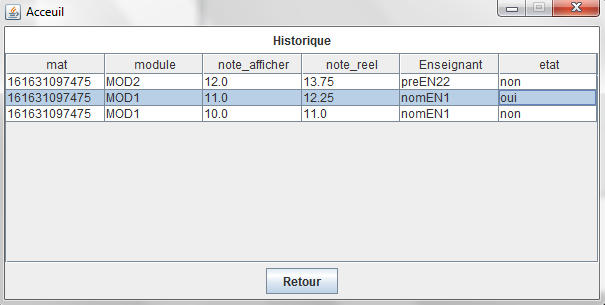 Acceuil
Historique
mat module note_afficher note_reel Enseignant etat
161631097475 MOD2 12.0 13.75 preEN22 non
161631097475 MOD1 11.0 12.25 nomEN1 oui
161631097475 MOD1 10.0 11.0 nomEN1 non
Retour